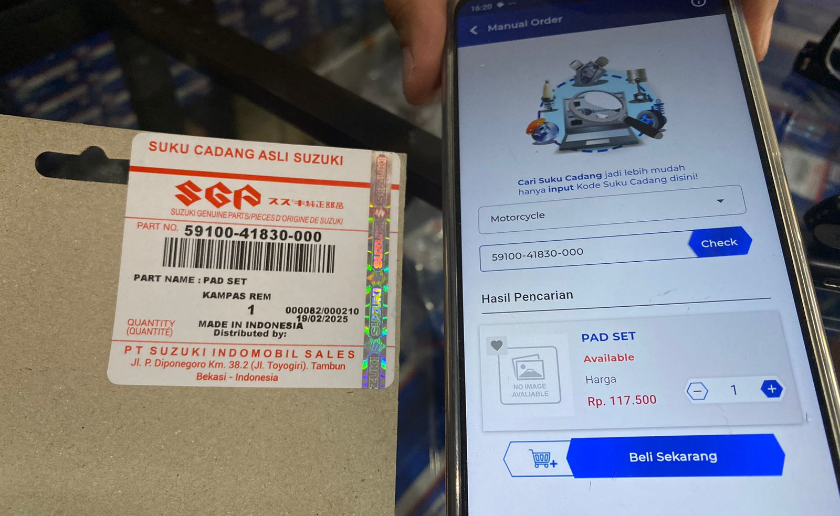 SUKU CADANG ASLI SUZUKI
SGP スズキ純正部品
SUZUKI GENUINE PARTS/PIECES D'ORIGINE DE SUZUKI
PART NO. 59100-41830-000
PART NAME : PAD SET
KAMPAS REM
1 000082/000210
19/02/2025
QUANTITY
(QUANTITÉ)
MADE IN INDONESIA
Distributed by:
PT SUZUKI INDOMOBIL SALES
Jl. P. Diponegoro Km. 38.2 (Jl. Toyogiri). Tambun
Bekasi - Indonesia
16:20
Manual Order
Cari Suku Cadang jadi lebih mudah
hanya input Kode Suku Cadang disini!
Motorcycle
59100-41830-000
Check
Hasil Pencarian
PAD SET
Available
Harga
Rp. 117.500
NO IMAGE
AVALIABLE
1
Beli Sekarang